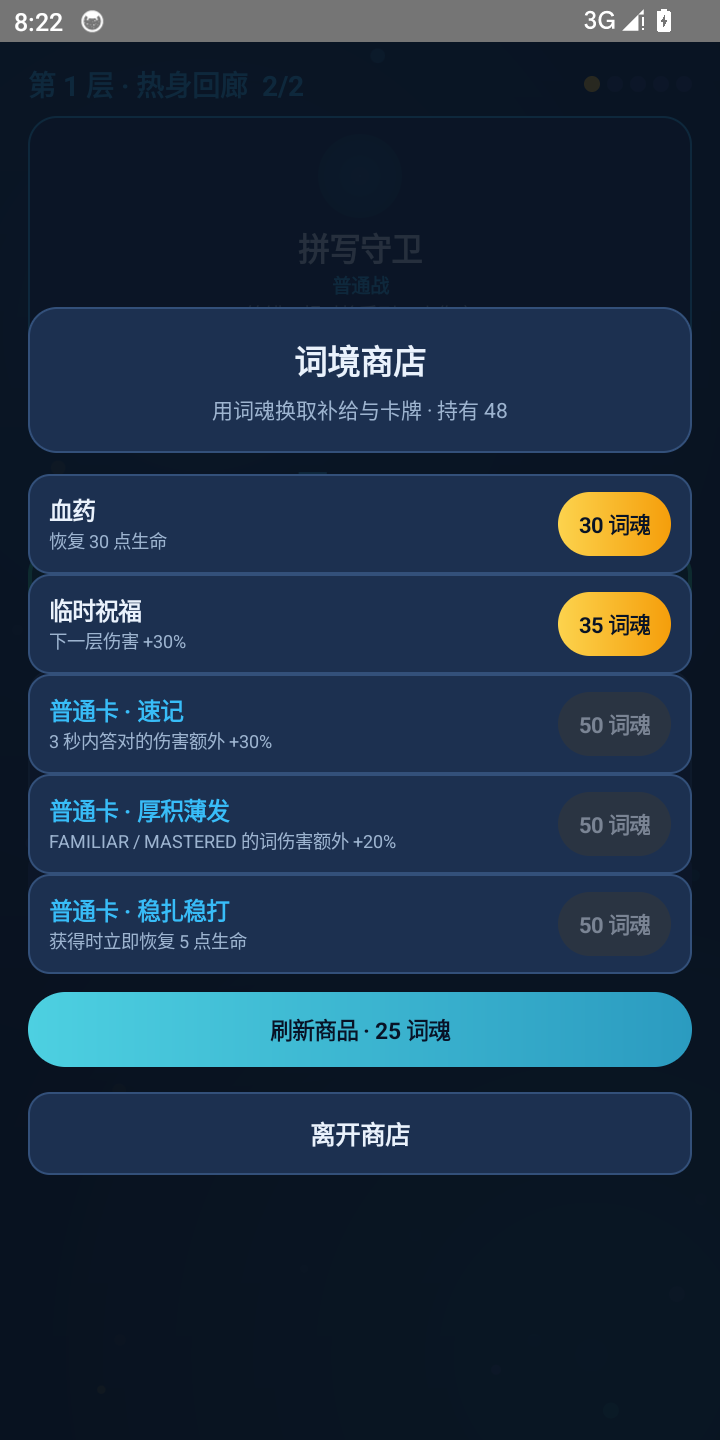 8:22
3G
第 1 层 · 热身回廊 2/2
拼写守卫
普通战
词境商店
用词魂换取补给与卡牌 · 持有 48
血药
恢复 30 点生命
30 词魂
临时祝福
下一层伤害 +30%
35 词魂
普通卡 · 速记
3 秒内答对的伤害额外 +30%
50 词魂
普通卡 · 厚积薄发
FAMILIAR / MASTERED 的词伤害额外 +20%
50 词魂
普通卡 · 稳扎稳打
获得时立即恢复 5 点生命
50 词魂
刷新商品 · 25 词魂
离开商店